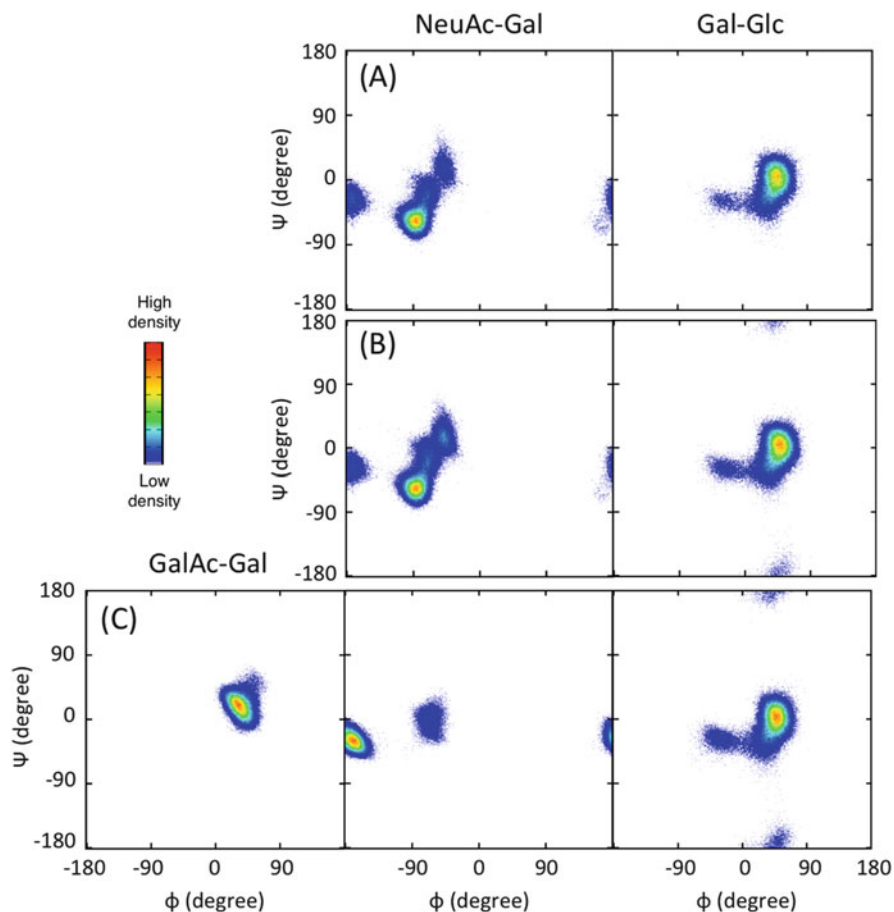 NeuAc-Gal Gal-Glc
180
(A)
90
0
-90
-180
Ψ (degree)
High
density
Low
density
180
(B)
90
0
-90
-180
Ψ (degree)
GalAc-Gal
180
(C)
90
0
-90
-180
Ψ (degree)
-180 -90 0 90 -90 0 90 -90 0 90 180
ϕ (degree) ϕ (degree) ϕ (degree)